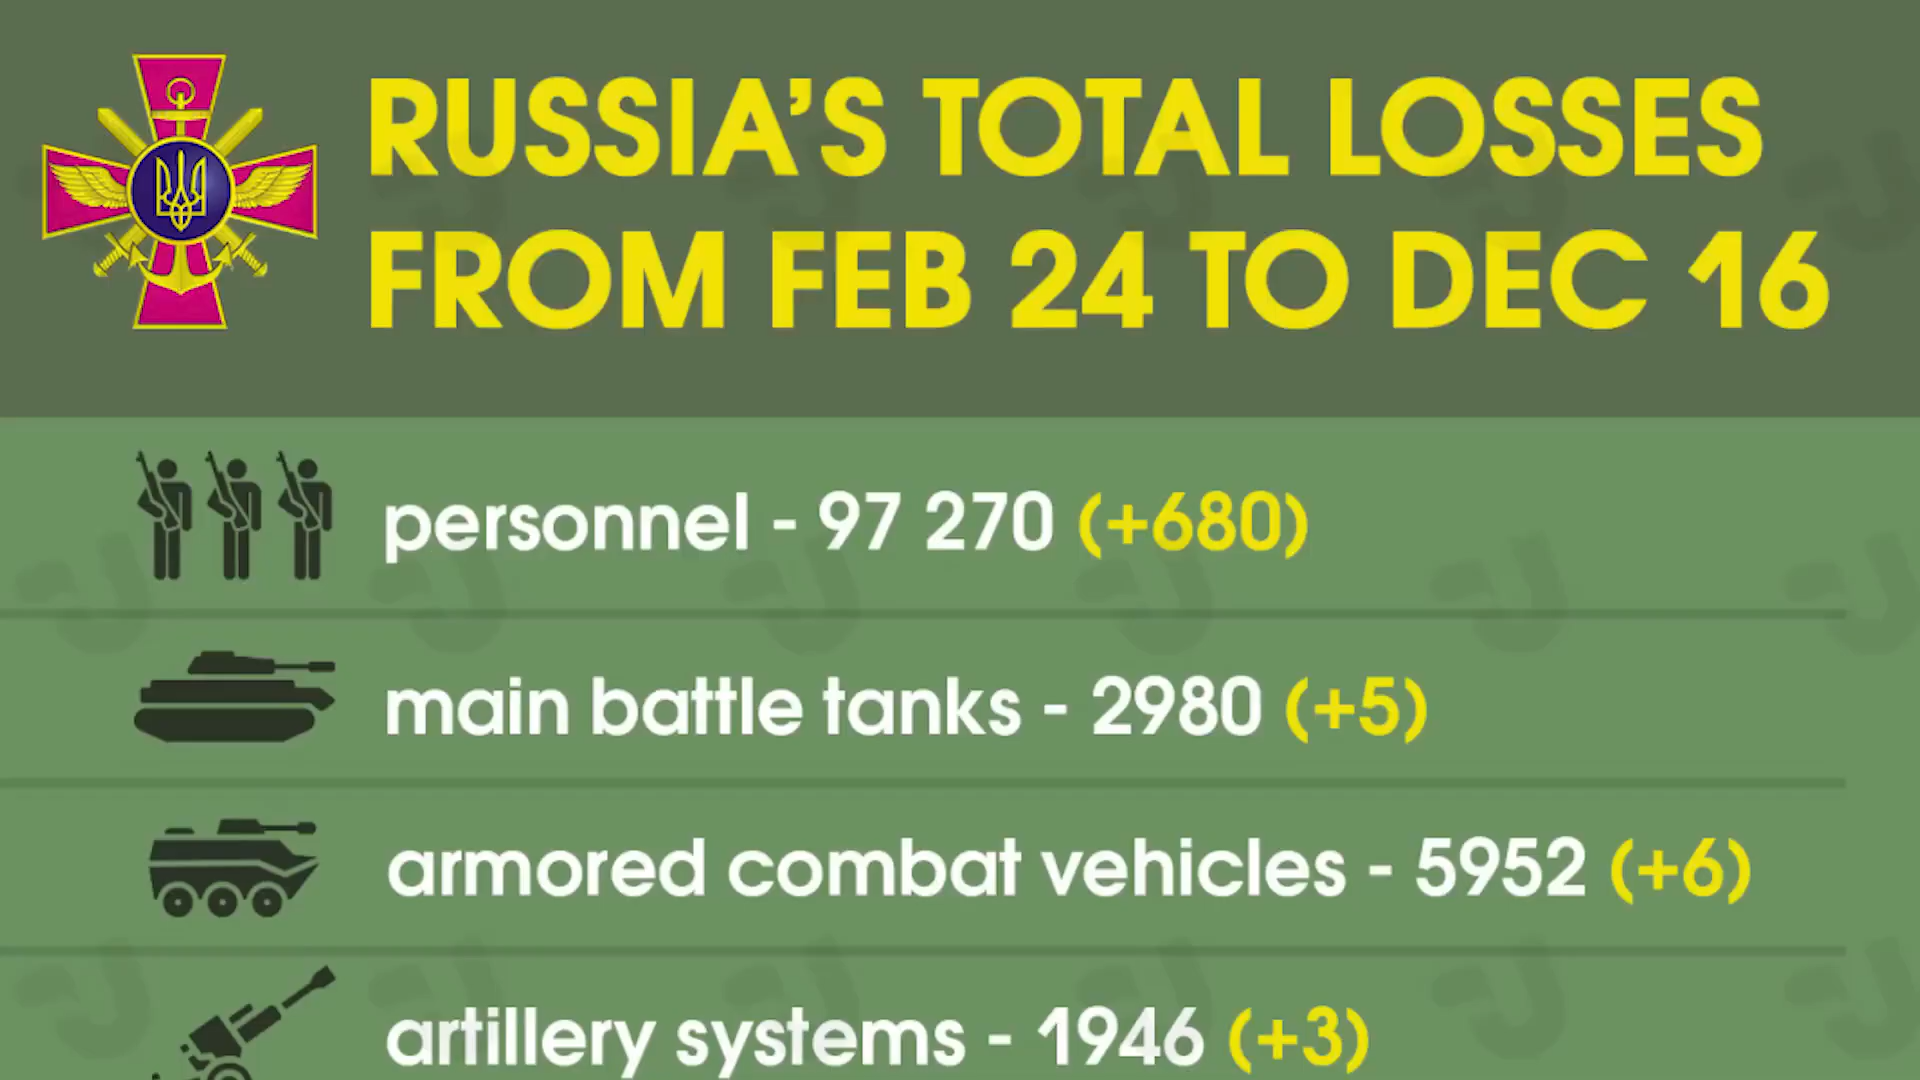 RUSSIA’S TOTAL LOSSES
FROM FEB 24 TO DEC 16
personnel - 97 270 (+680)
main battle tanks - 2980 (+5)
armored combat vehicles - 5952 (+6)
artillery systems - 1946 (+3)